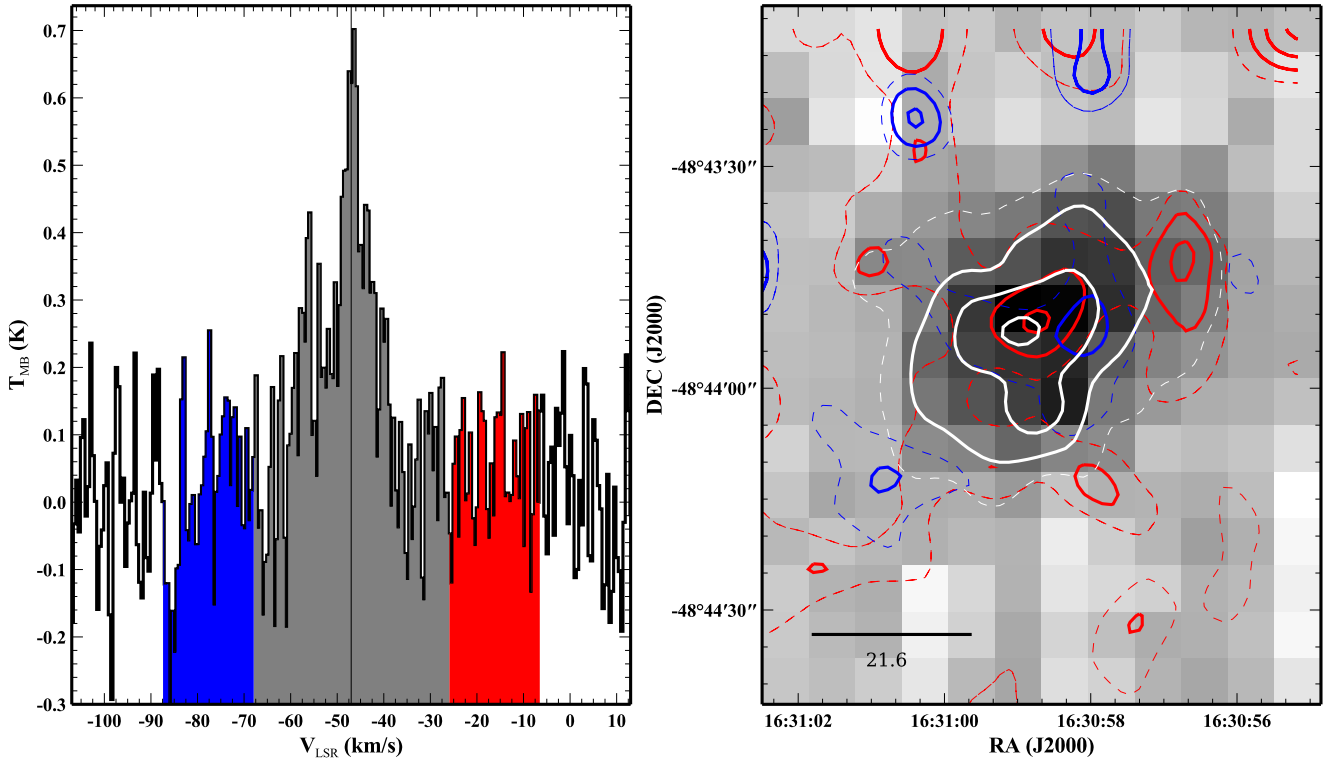 0.7
0.6
0.5
0.4
0.3
0.2
0.1
0.0
-0.1
-0.2
-0.3
T_MB (K)
-100 -90 -80 -70 -60 -50 -40 -30 -20 -10 0 10
V_LSR (km/s)
-48°43′30″
-48°44′00″
-48°44′30″
DEC (J2000)
21.6
16:31:02 16:31:00 16:30:58 16:30:56
RA (J2000)